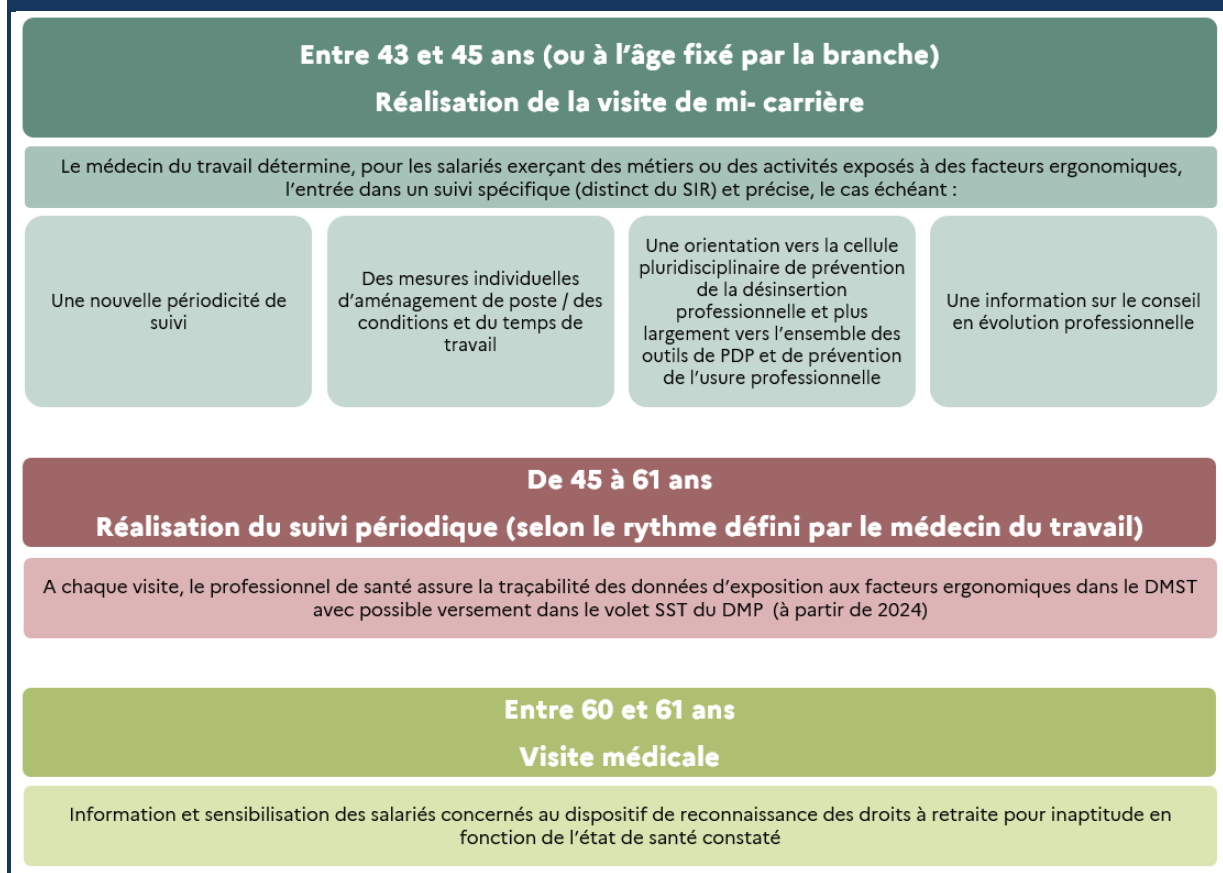 Entre 43 et 45 ans (ou à l'âge fixé par la branche)
Réalisation de la visite de mi- carrière
Le médecin du travail détermine, pour les salariés exerçant des métiers ou des activités exposés à des facteurs ergonomiques,
l'entrée dans un suivi spécifique (distinct du SIR) et précise, le cas échéant :
Une nouvelle périodicité de
suivi
Des mesures individuelles
d'aménagement de poste / des
conditions et du temps de
travail
Une orientation vers la cellule
pluridisciplinaire de prévention
de la désinsertion
professionnelle et plus
largement vers l'ensemble des
outils de PDP et de prévention
de l'usure professionnelle
Une information sur le conseil
en évolution professionnelle
De 45 à 61 ans
Réalisation du suivi périodique (selon le rythme défini par le médecin du travail)
A chaque visite, le professionnel de santé assure la traçabilité des données d'exposition aux facteurs ergonomiques dans le DMST
avec possible versement dans le volet SST du DMP (à partir de 2024)
Entre 60 et 61 ans
Visite médicale
Information et sensibilisation des salariés concernés au dispositif de reconnaissance des droits à retraite pour inaptitude en
fonction de l'état de santé constaté